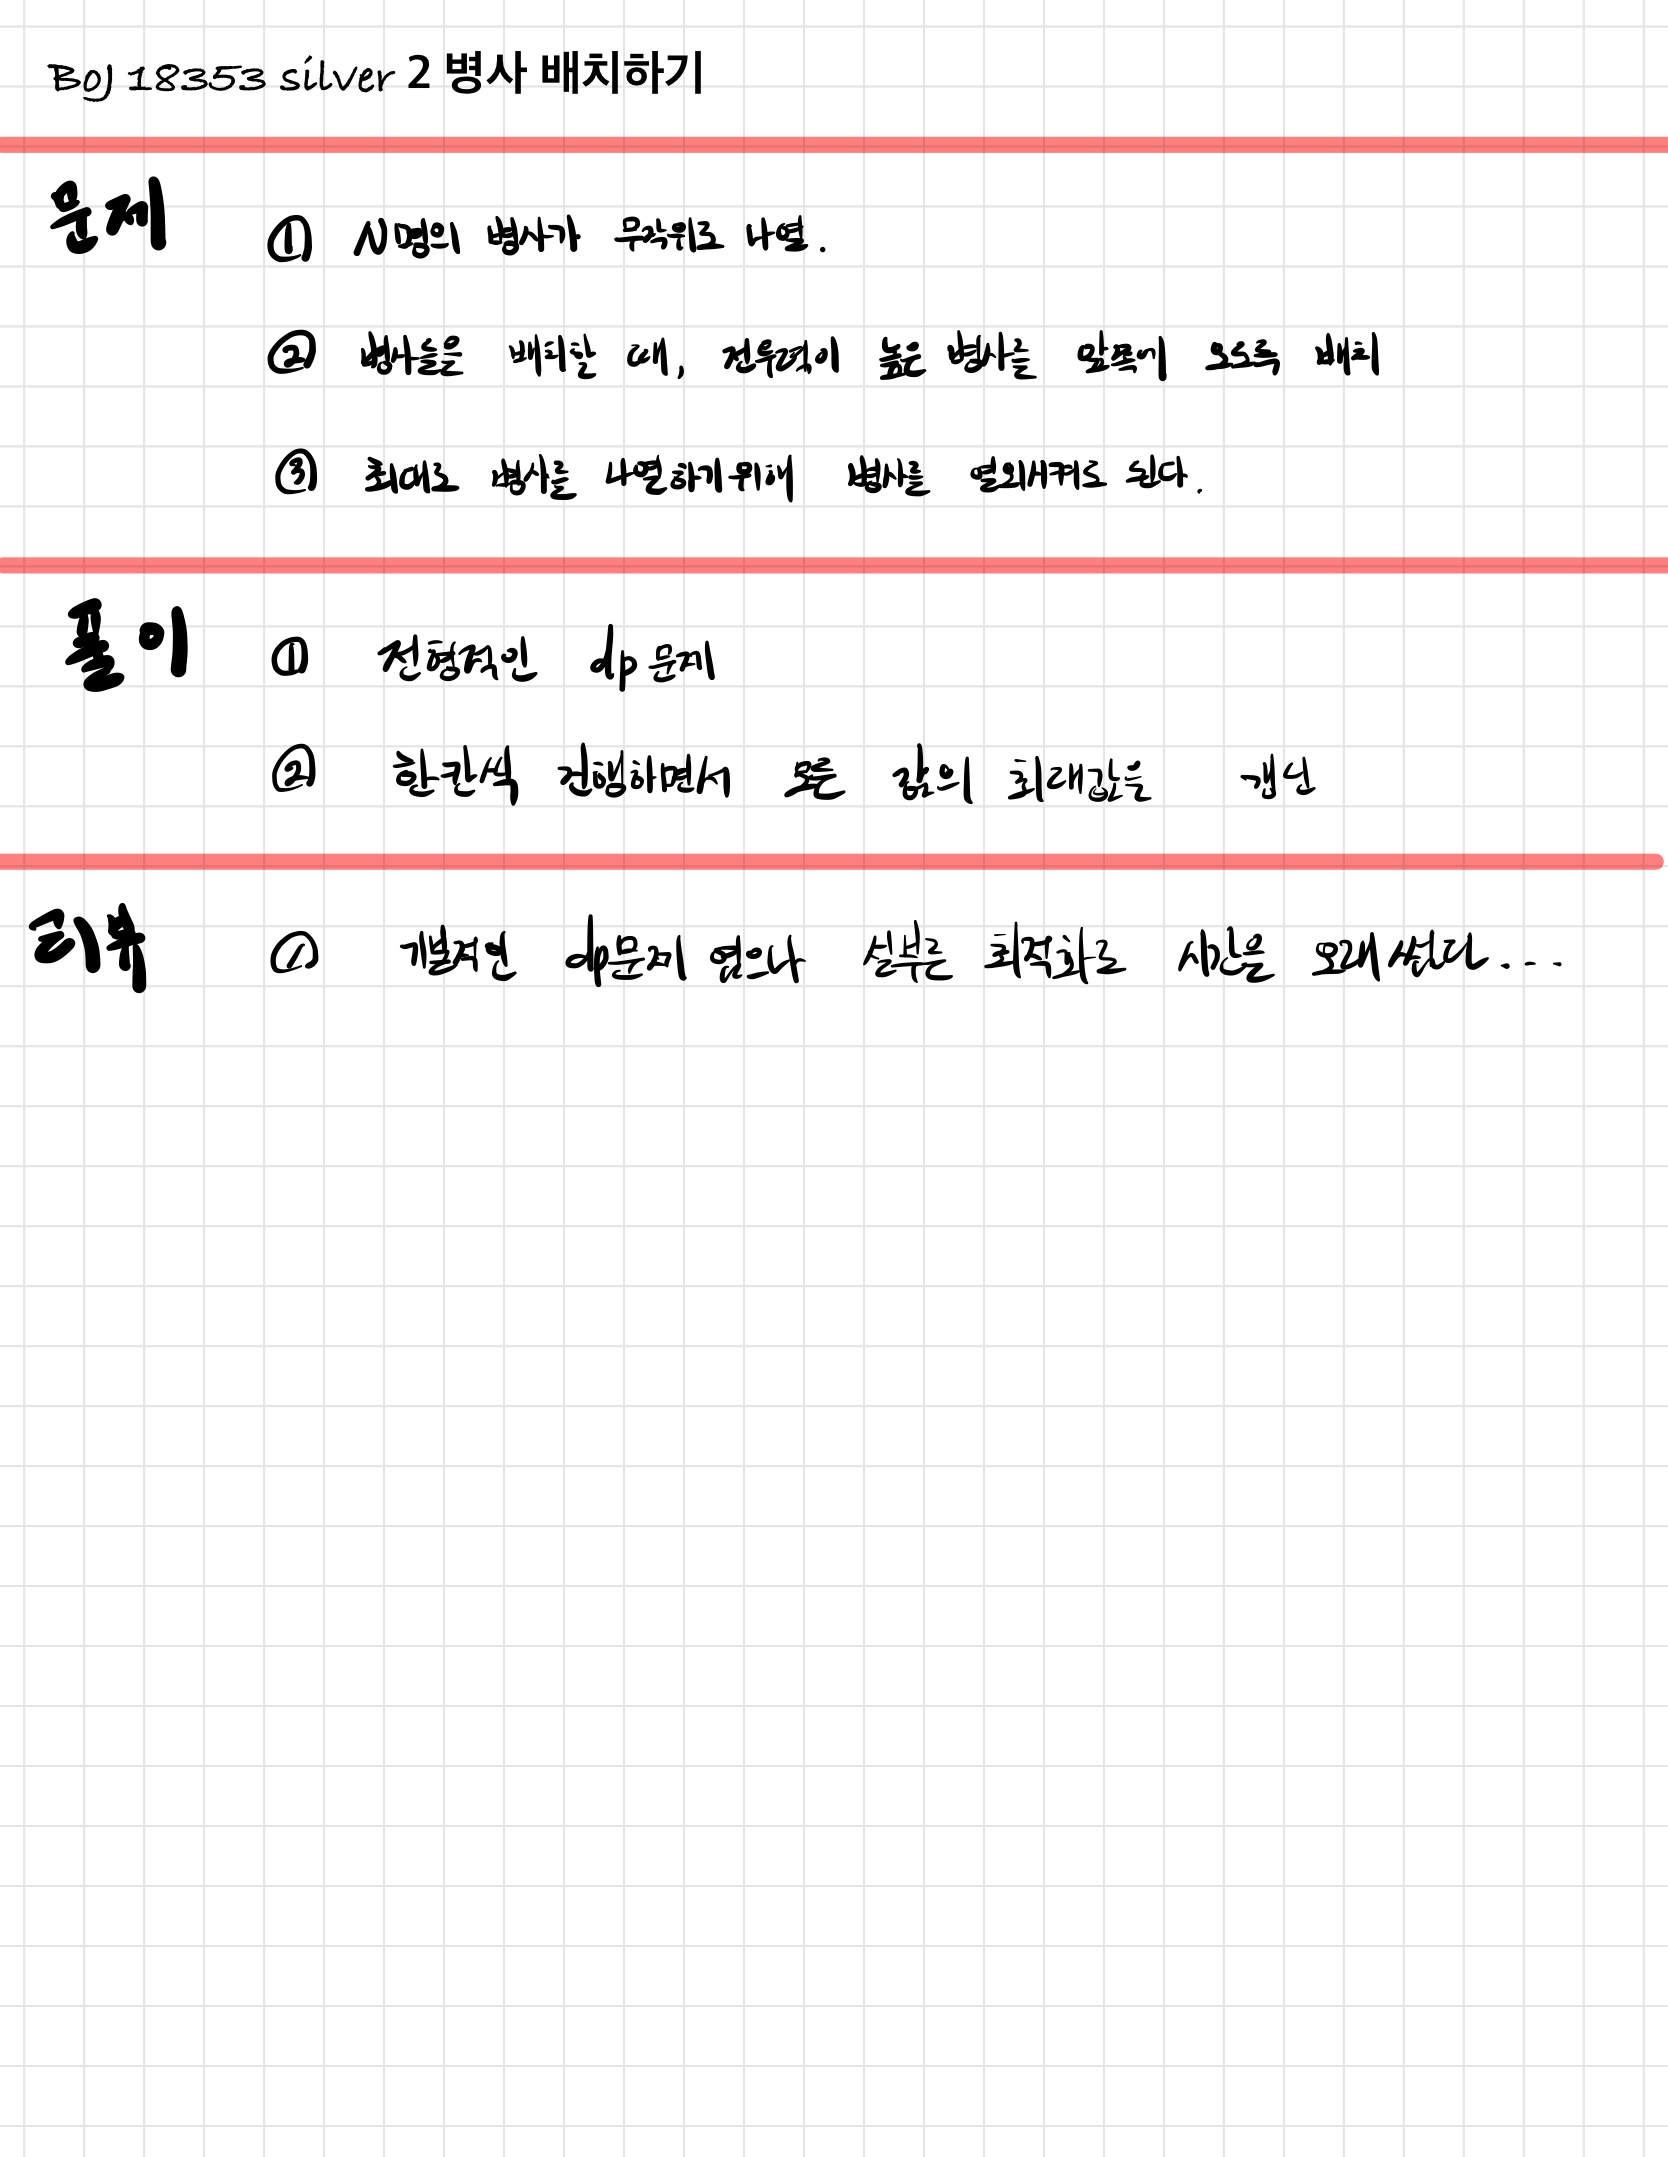 BOJ 18353 silver 2 병사 배치하기
문제 ① N명의 병사가 무작위로 나열.
② 병사들을 배치할 때, 전투력이 높은 병사를 앞쪽에 오도록 배치
③ 최대로 병사를 나열하기위해 병사를 열외시켜도 된다.
풀이 ① 전형적인 dp문제
② 한칸씩 진행하면서 모든 값의 최대값을 갱신
리뷰 ① 기본적인 dp문제 였으나 섣부른 최적화로 시간을 오래썼다...